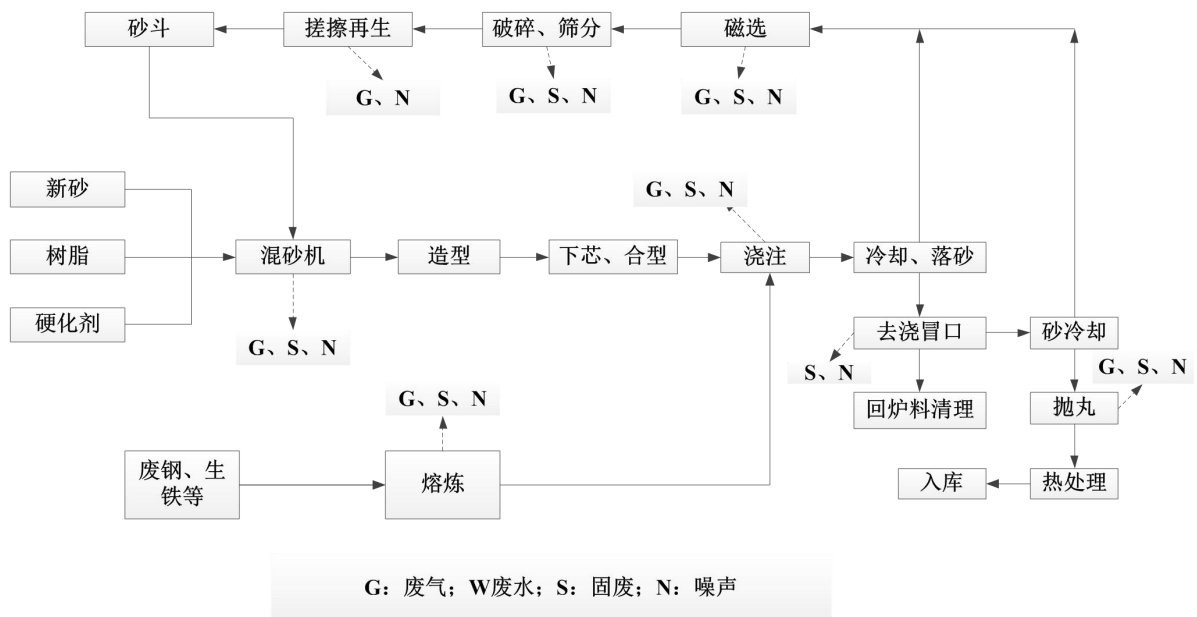 砂斗
搓擦再生
破碎、筛分
磁选
G、N
G、S、N
G、S、N
新砂
树脂
硬化剂
混砂机
造型
下芯、合型
G、S、N
浇注
冷却、落砂
G、S、N
去浇冒口
砂冷却
S、N
G、S、N
回炉料清理
抛丸
G、S、N
废钢、生
铁等
熔炼
入库
热处理
G：废气；W废水；S：固废；N：噪声